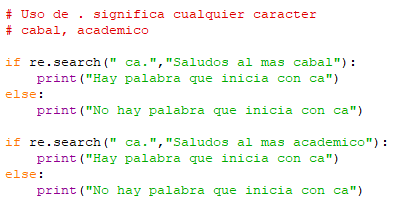 # Uso de . significa cualquier caracter
# cabal, academico
if re.search(" ca.","Saludos al mas cabal"):
    print("Hay palabra que inicia con ca")
else:
    print("No hay palabra que inicia con ca")
if re.search(" ca.","Saludos al mas academico"):
    print("Hay palabra que inicia con ca")
else:
    print("No hay palabra que inicia con ca")